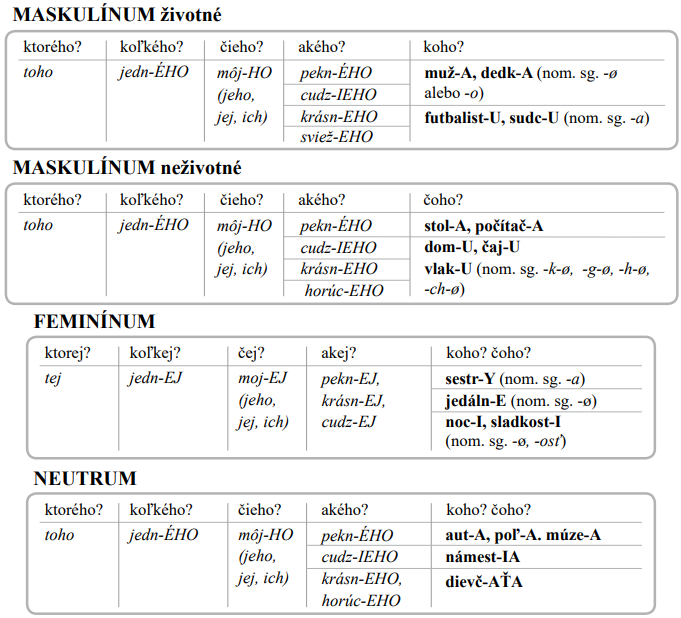 MASKULÍNUM životné
ktorého? koľkého? čieho? akého? koho?
toho jedn-ÉHO môj-HO pekn-ÉHO muž-A, dedk-A (nom. sg. -ø
(jeho, cudz-IEHO alebo -o)
jej, ich) krásn-EHO futbalist-U, sudc-U (nom. sg. -a)
sviež-EHO
MASKULÍNUM neživotné
ktorého? koľkého? čieho? akého? čoho?
toho jedn-ÉHO môj-HO pekn-ÉHO stol-A, počítač-A
(jeho, cudz-IEHO dom-U, čaj-U
jej, ich) krásn-EHO vlak-U (nom. sg. -k-ø, -g-ø, -h-ø,
horúc-EHO -ch-ø)
FEMINÍNUM
ktorej? koľkej? čej? akej? koho? čoho?
tej jedn-EJ moj-EJ pekn-EJ, sestr-Y (nom. sg. -a)
(jeho, krásn-EJ, jedáln-E (nom. sg. -ø)
jej, ich) cudz-EJ noc-I, sladkost-I
(nom. sg. -ø, -osť)
NEUTRUM
ktorého? koľkého? čieho? akého? koho? čoho?
toho jedn-ÉHO môj-HO pekn-ÉHO aut-A, poľ-A. múze-A
(jeho, cudz-IEHO námest-IA
jej, ich) krásn-EHO, dievč-AŤA
horúc-EHO